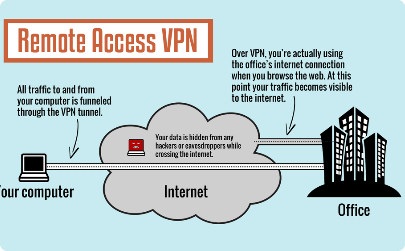 Remote Access VPN
Over VPN, you're actually using
the office's internet connection
when you browse the web. At this
point your traffic becomes visible
to the internet.
All traffic to and from
your computer is funneled
through the VPN tunnel.
Your data is hidden from any
hackers or eavesdroppers while
crossing the internet.
Your computer
Internet
Office